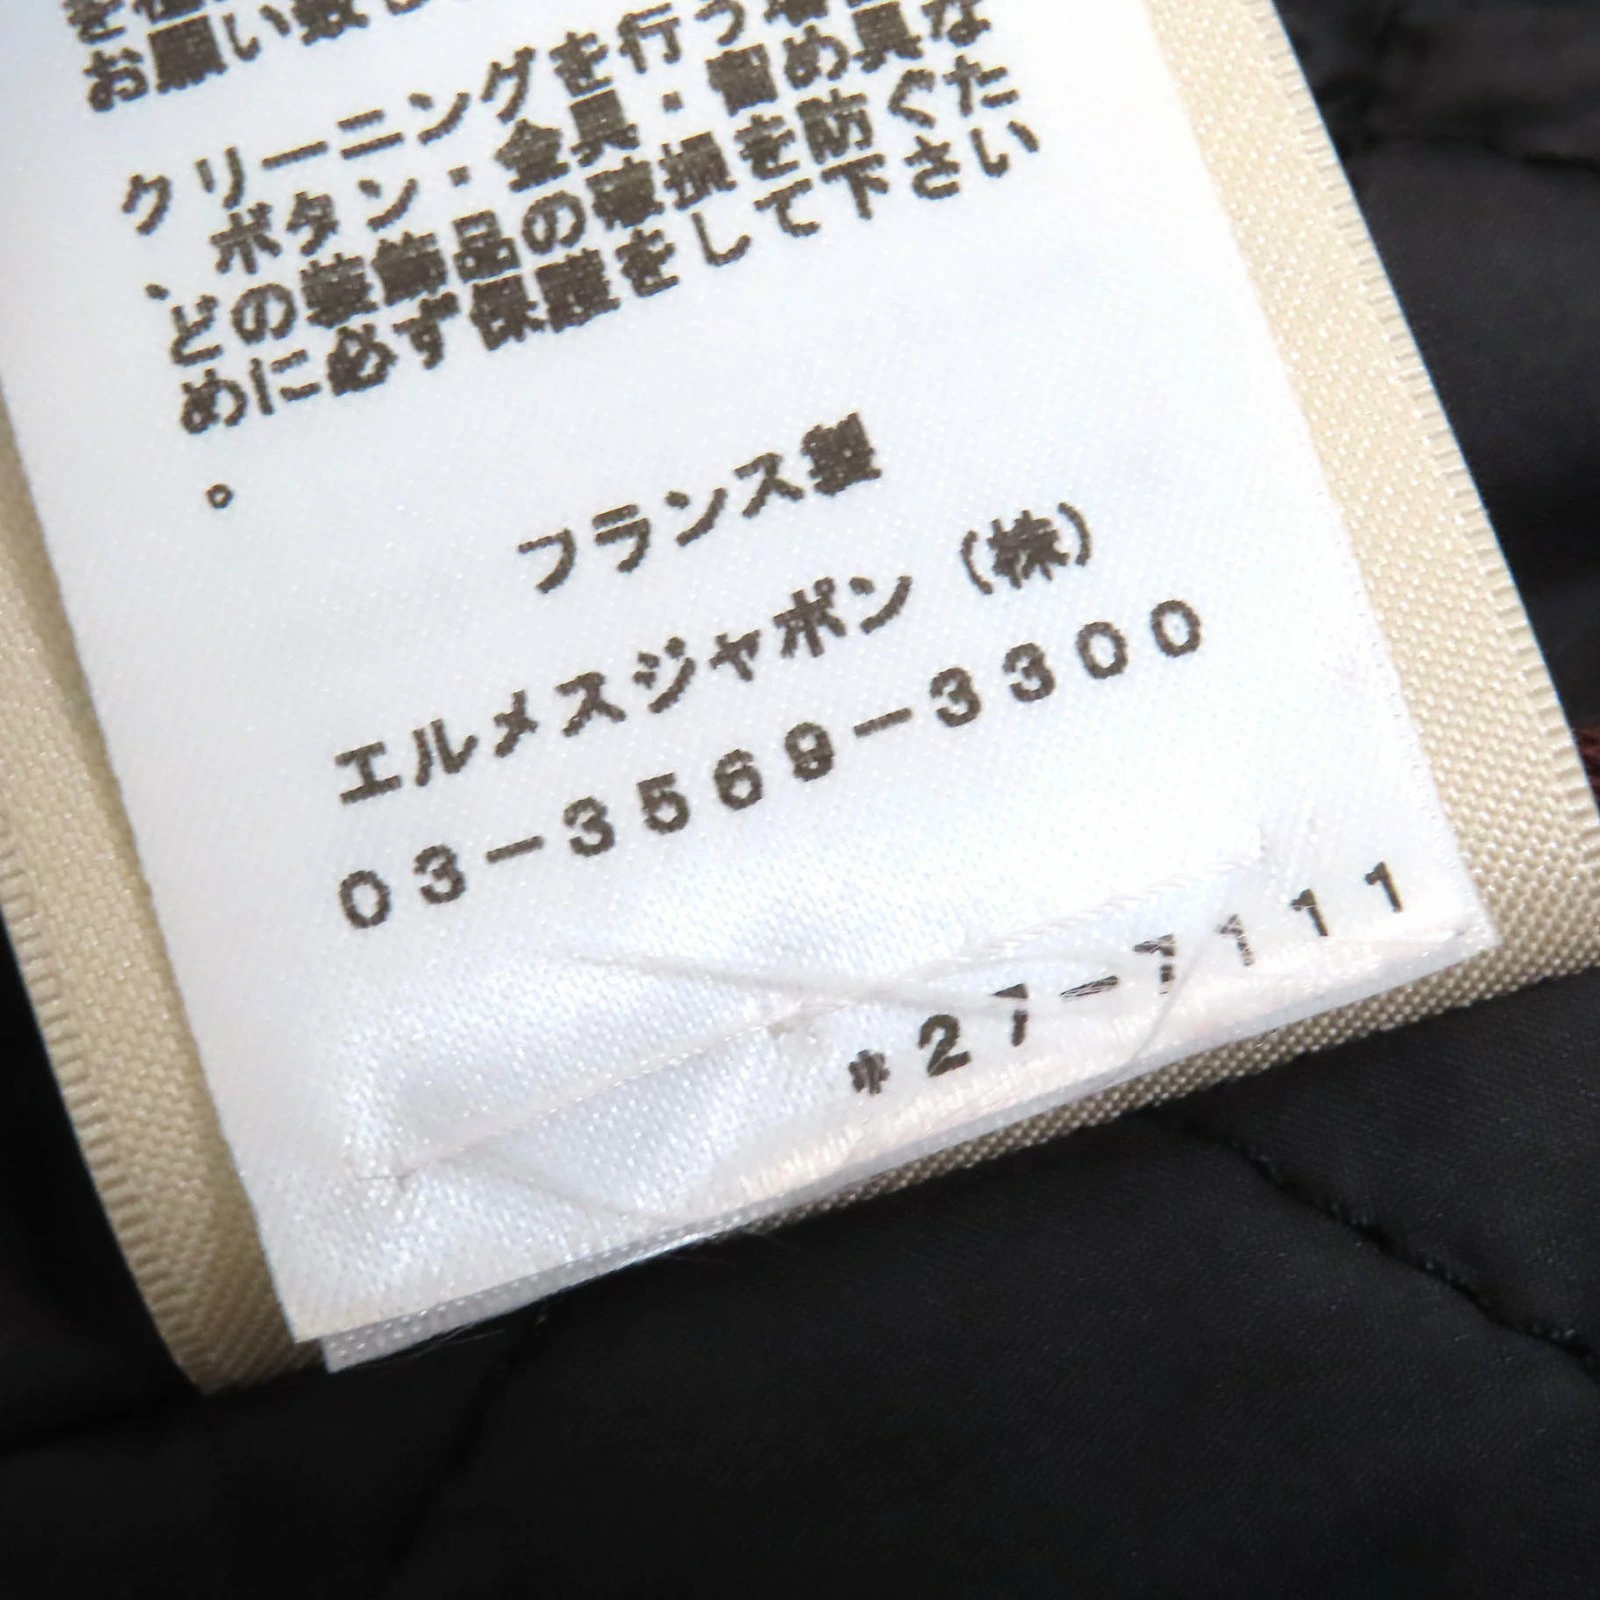 お願い致し
クリーニングを行う場
、ボタン・金具・留め具な
どの装飾品の破損を防ぐた
めに必ず保護をして下さい
。
フランス製
エルメスジャポン（株）
03-3569-3300
*27-7111